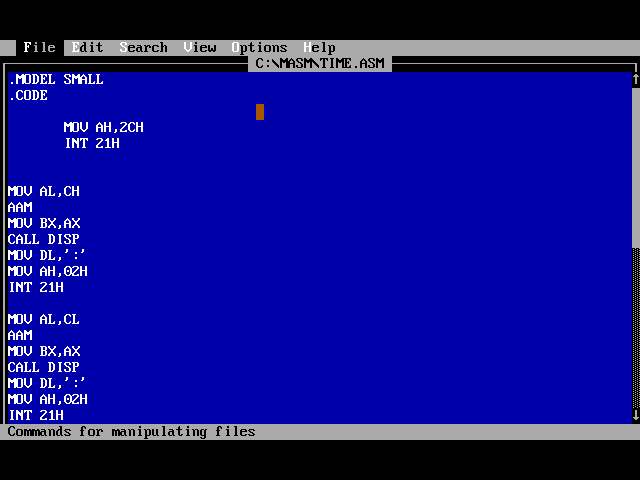 File Edit Search View Options Help
C:\MASM\TIME.ASM
.MODEL SMALL
.CODE
MOV AH,2CH
INT 21H
MOV AL,CH
AAM
MOV BX,AX
CALL DISP
MOV DL,':'
MOV AH,02H
INT 21H
MOV AL,CL
AAM
MOV BX,AX
CALL DISP
MOV DL,':'
MOV AH,02H
INT 21H
Commands for manipulating files